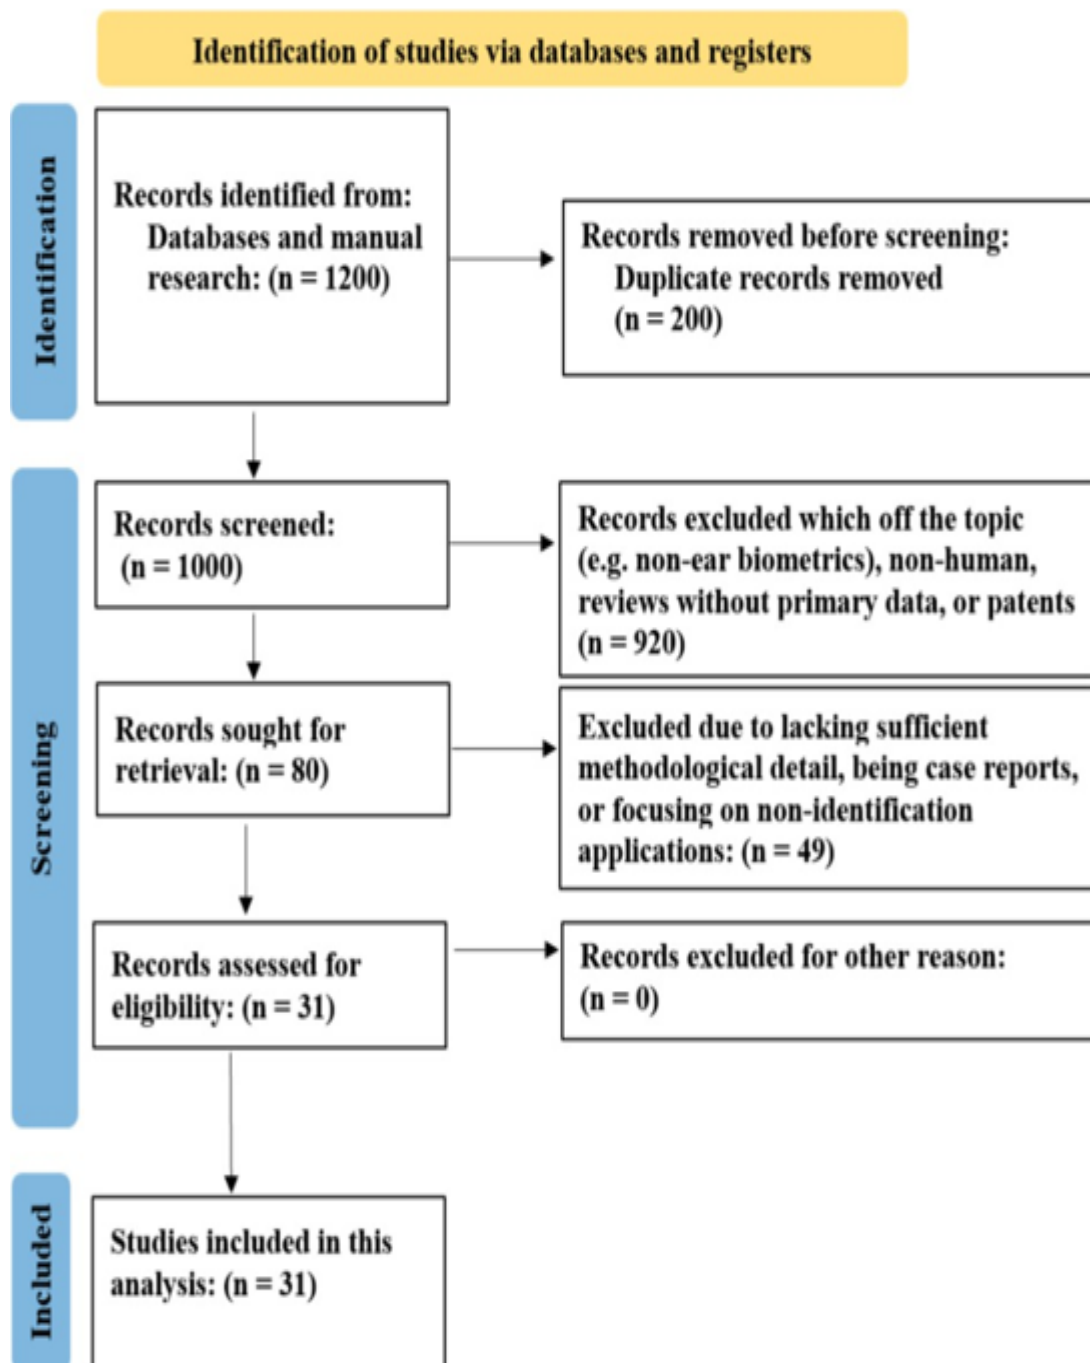 Identification of studies via databases and registers
Identification
Records identified from:
Databases and manual
research: (n = 1200)
Records removed before screening:
Duplicate records removed
(n = 200)
Screening
Records screened:
(n = 1000)
Records excluded which off the topic
(e.g. non-ear biometrics), non-human,
reviews without primary data, or patents
(n = 920)
Records sought for
retrieval: (n = 80)
Excluded due to lacking sufficient
methodological detail, being case reports,
or focusing on non-identification
applications: (n = 49)
Records assessed for
eligibility: (n = 31)
Records excluded for other reason:
(n = 0)
Included
Studies included in this
analysis: (n = 31)